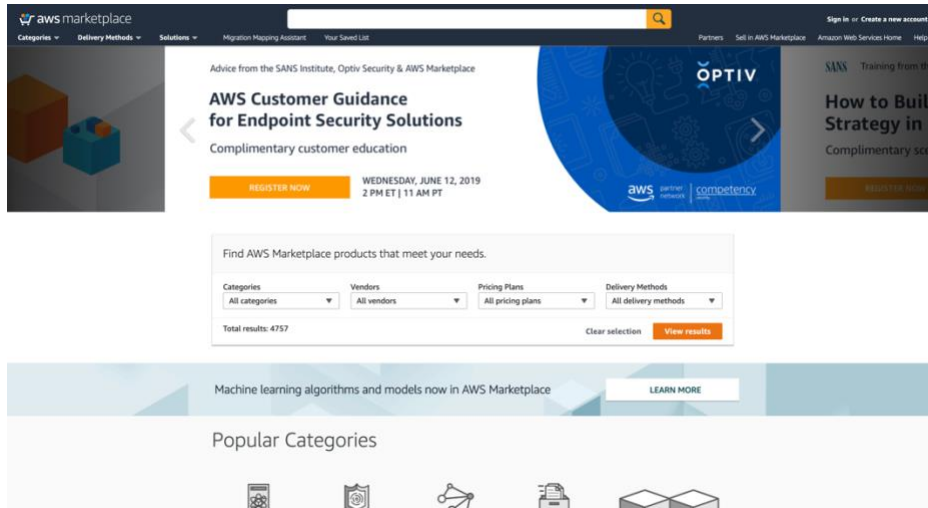 aws marketplace
Sign in or Create a new account
Categories Delivery Methods Solutions Migration Mapping Assistant Your Saved List Partners Sell in AWS Marketplace Amazon Web Services Home Help
Advice from the SANS Institute, Optiv Security & AWS Marketplace
AWS Customer Guidance
for Endpoint Security Solutions
Complimentary customer education
REGISTER NOW
WEDNESDAY, JUNE 12, 2019
2 PM ET | 11 AM PT
OPTIV
aws partner network competency
SANS Training from th
How to Buil
Strategy in
Complimentary sc
REGISTER NOW
Find AWS Marketplace products that meet your needs.
Categories Vendors Pricing Plans Delivery Methods
All categories All vendors All pricing plans All delivery methods
Total results: 4757 Clear selection View results
Machine learning algorithms and models now in AWS Marketplace LEARN MORE
Popular Categories